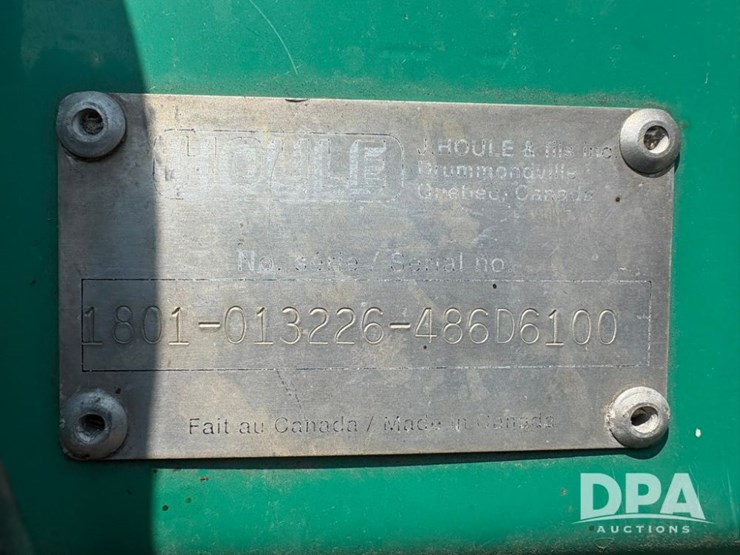 HOULE
J. HOULE & fils inc
Drummondville
Québec, Canada
No. série / Serial no
1801-013226-486D6100
Fait au Canada / Made in Canada
DPA
AUCTIONS